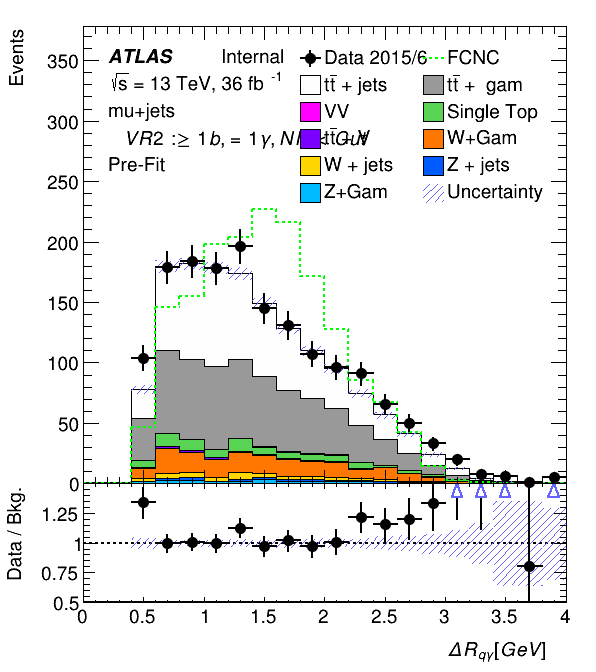 Events
350
300
250
200
150
100
50
0
ATLAS Internal
√s = 13 TeV, 36 fb -1
mu+jets
VR2 :≥ 1b, = 1γ,
Pre-Fit
Data 2015/6 FCNC
tt̄ + jets tt̄ + gam
VV Single Top
W+Gam
W + jets Z + jets
Z+Gam Uncertainty
Data / Bkg.
1.25
1
0.75
0.5
0 0.5 1 1.5 2 2.5 3 3.5 4
ΔR_{qγ}[GeV]